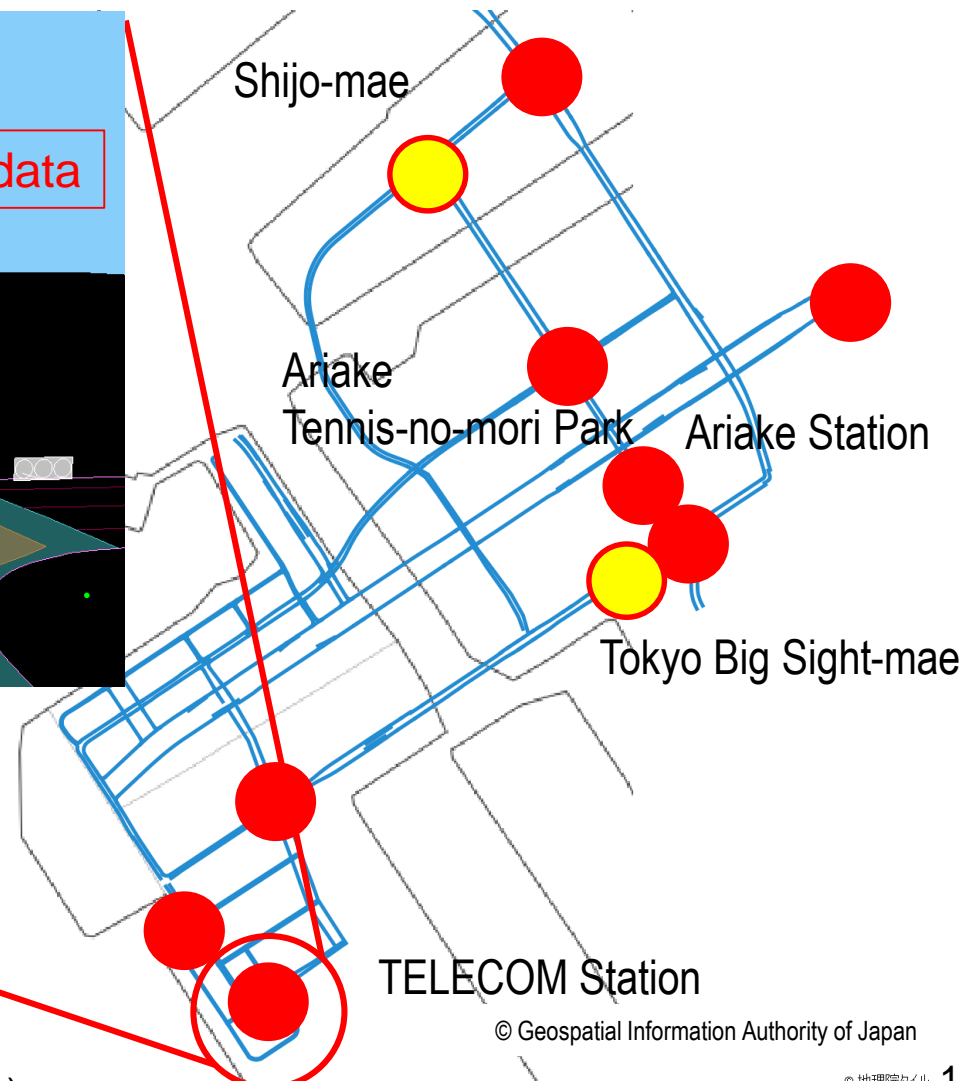 Shijo-mae
data
Ariake
Tennis-no-mori Park
Ariake Station
Tokyo Big Sight-mae
TELECOM Station
© Geospatial Information Authority of Japan
1